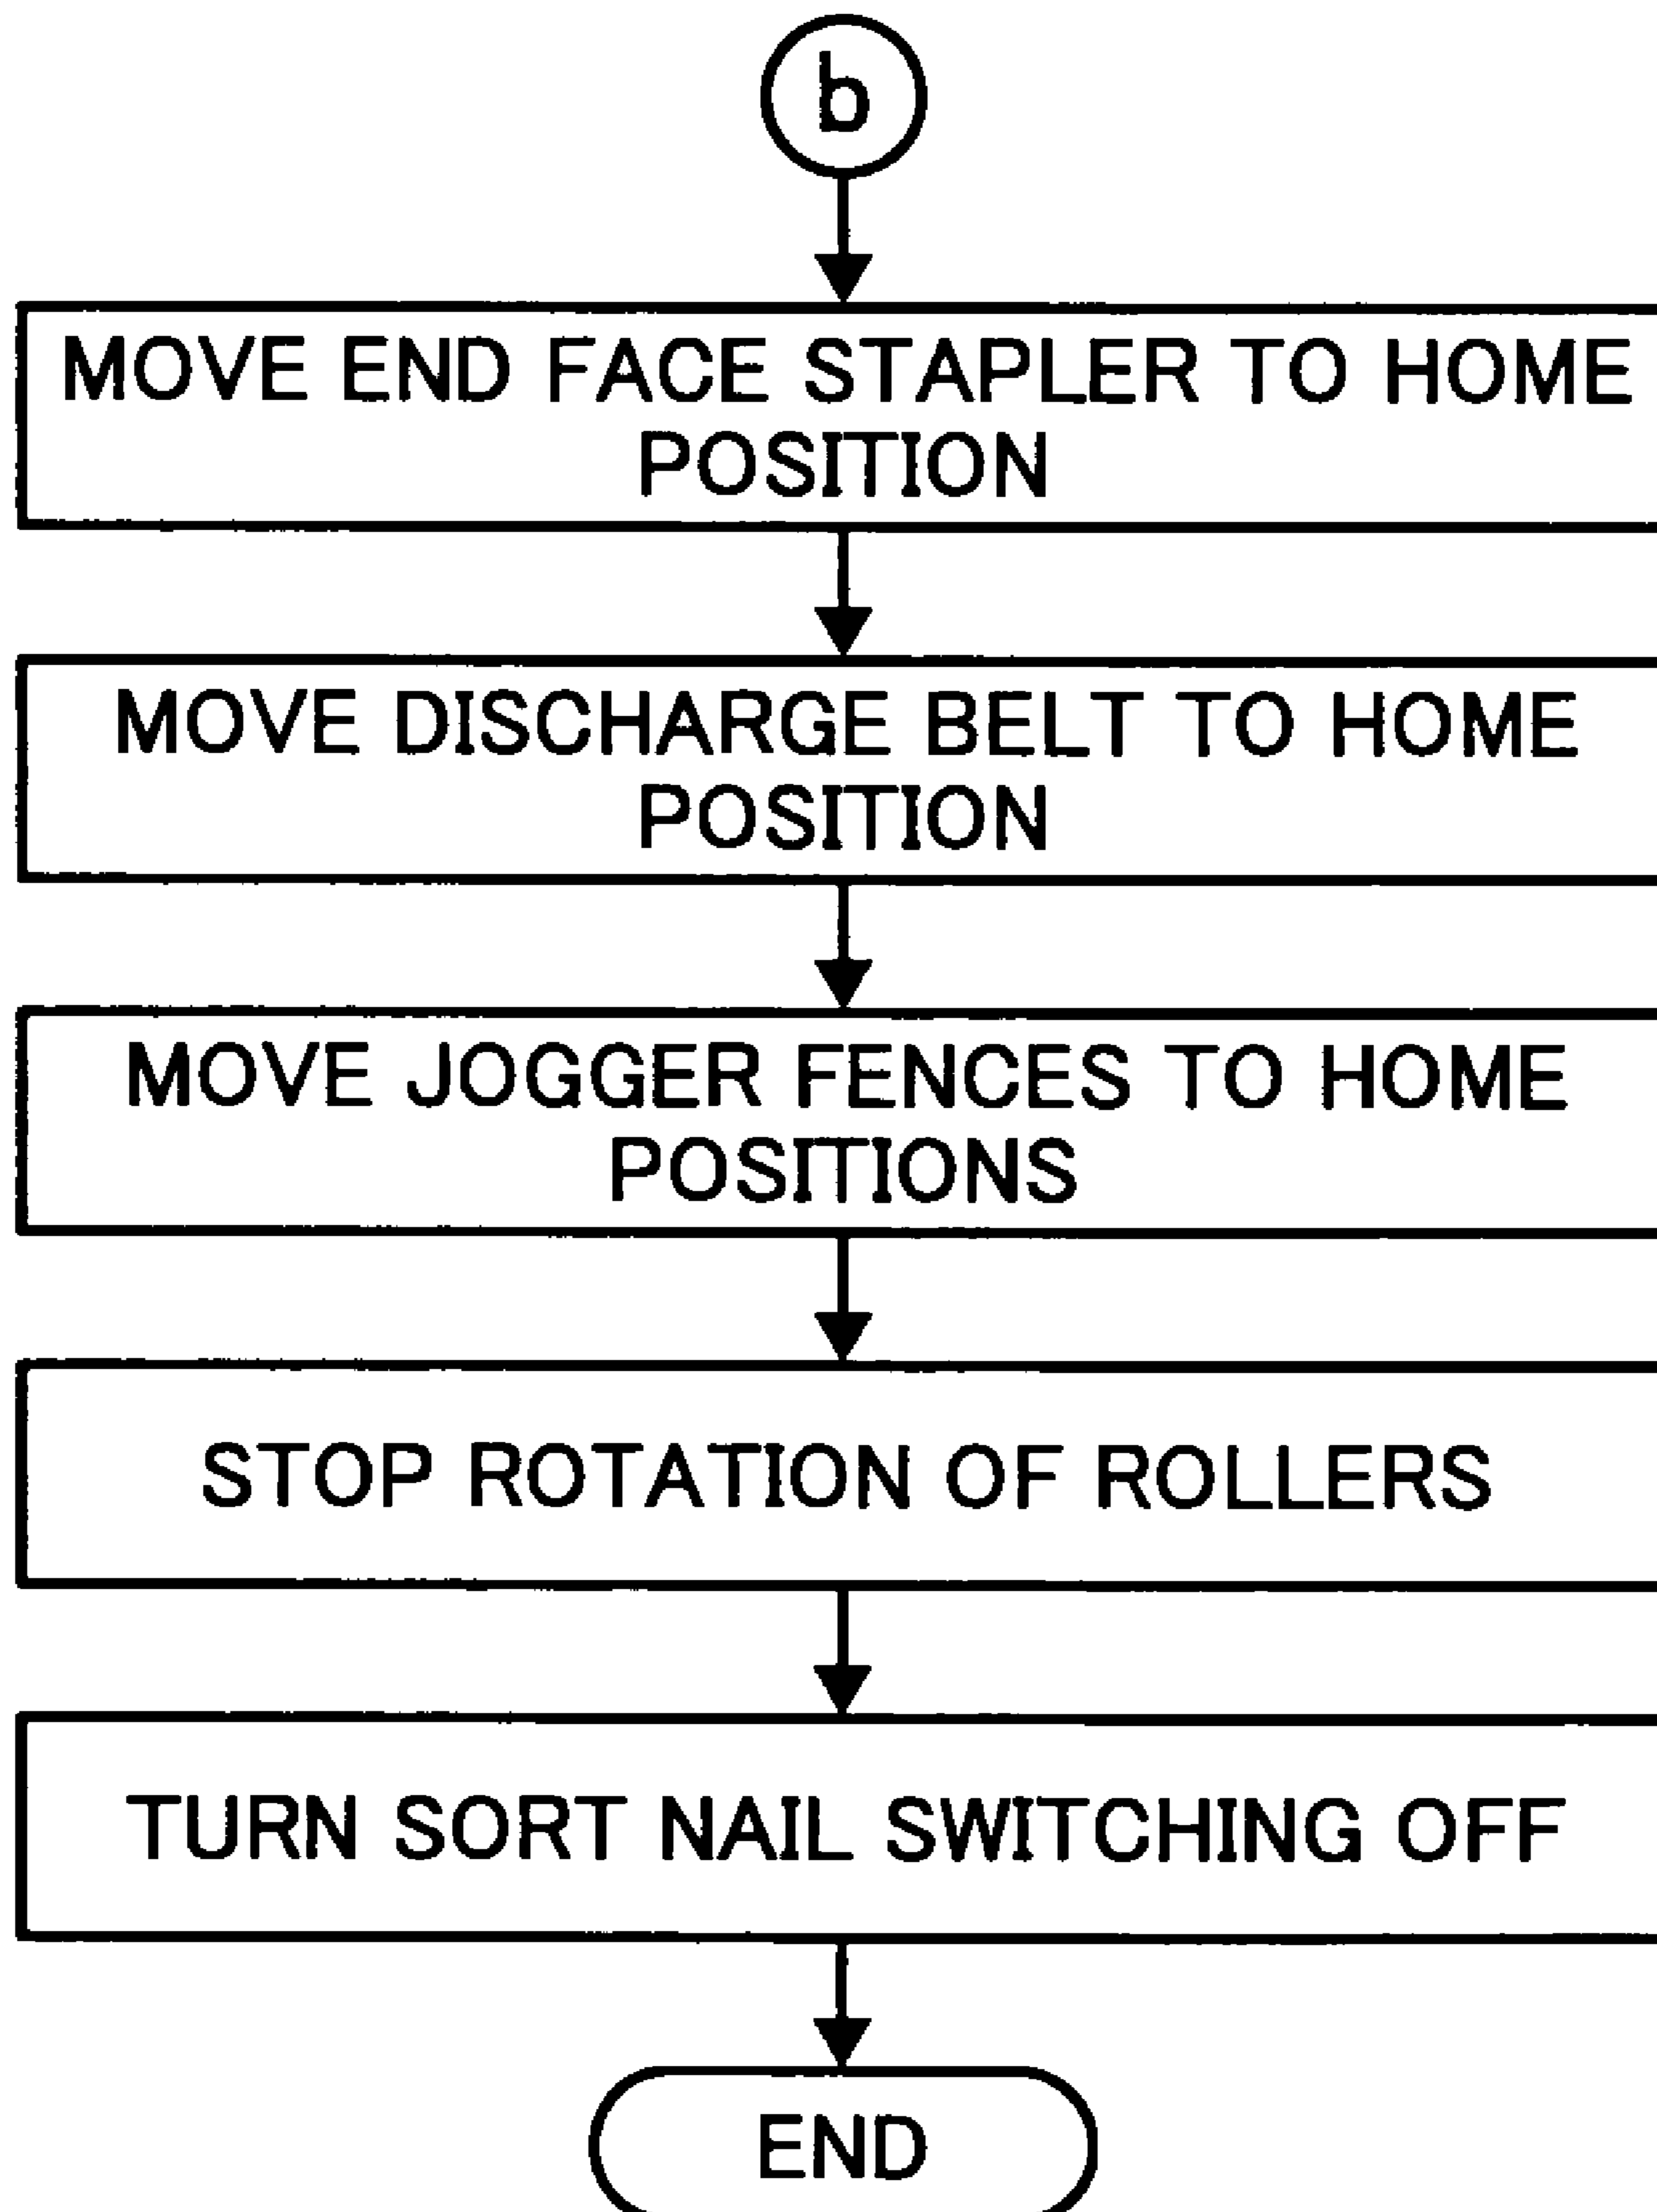 b
MOVE END FACE STAPLER TO HOME
POSITION
MOVE DISCHARGE BELT TO HOME
POSITION
MOVE JOGGER FENCES TO HOME
POSITIONS
STOP ROTATION OF ROLLERS
TURN SORT NAIL SWITCHING OFF
END